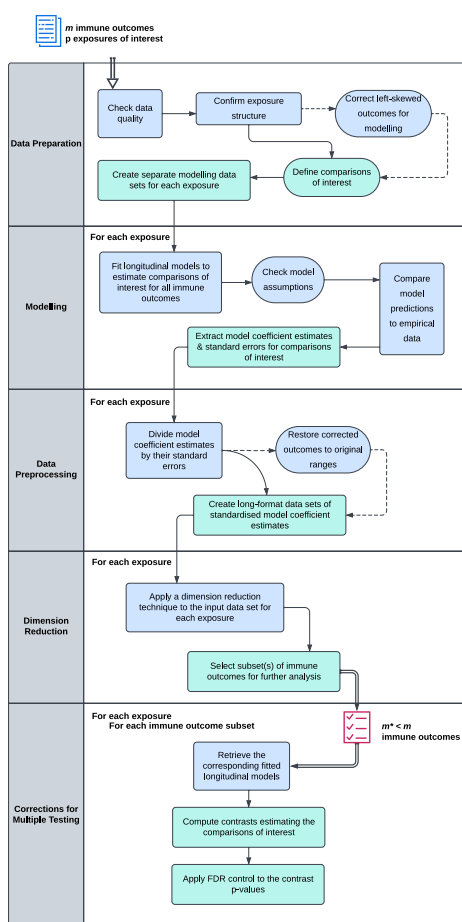 m immune outcomes
p exposures of interest
Data Preparation
Check data
quality
Confirm exposure
structure
Correct left-skewed
outcomes for
modelling
Create separate modelling data
sets for each exposure
Define comparisons
of interest
Modelling
For each exposure
Fit longitudinal models to
estimate comparisons of
interest for all immune
outcomes
Check model
assumptions
Compare
model
predictions
to empirical
data
Extract model coefficient estimates
& standard errors for comparisons
of interest
Data
Preprocessing
For each exposure
Divide model
coefficient estimates
by their standard
errors
Restore corrected
outcomes to original
ranges
Create long-format data sets of
standardised model coefficient
estimates
Dimension
Reduction
For each exposure
Apply a dimension reduction
technique to the input data set for
each exposure
Select subset(s) of immune
outcomes for further analysis
Corrections for
Multiple Testing
For each exposure
For each immune outcome subset
m* < m
immune outcomes
Retrieve the
corresponding fitted
longitudinal models
Compute contrasts estimating the
comparisons of interest
Apply FDR control to the contrast
p-values